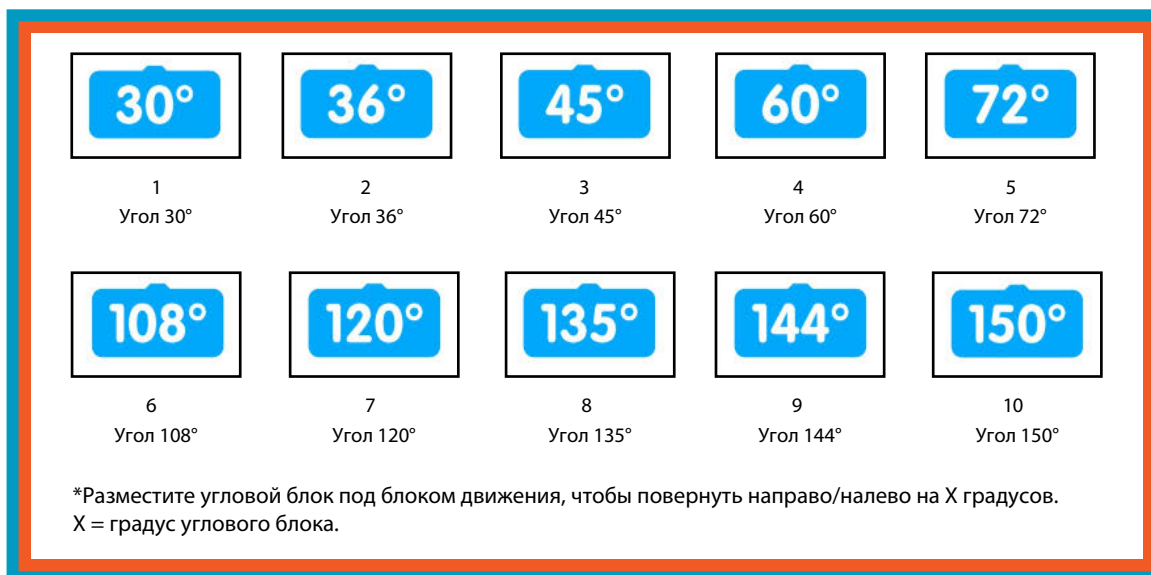 30° 36° 45° 60° 72°
1 2 3 4 5
Угол 30° Угол 36° Угол 45° Угол 60° Угол 72°
108° 120° 135° 144° 150°
6 7 8 9 10
Угол 108° Угол 120° Угол 135° Угол 144° Угол 150°
*Разместите угловой блок под блоком движения, чтобы повернуть направо/налево на X градусов.
X = градус углового блока.